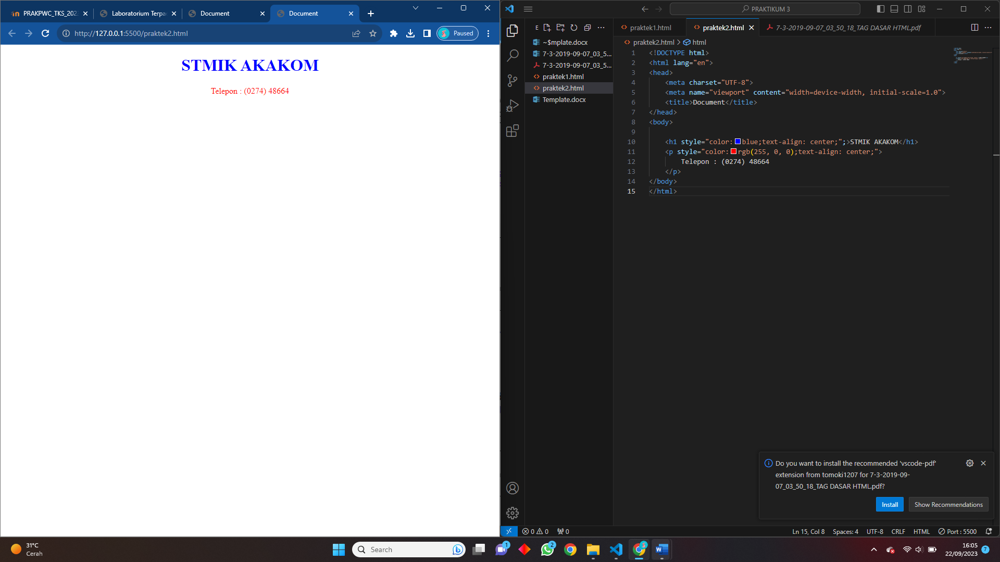 PRAKPWC_TKS_202
Laboratorium Terpa
Document
Document
http://127.0.0.1:5500/praktek2.html
Paused
STMIK AKAKOM
Telepon : (0274) 48664
PRAKTIKUM 3
E
~$mplate.docx
7-3-2019-09-07_03_5...
7-3-2019-09-07_03_5...
praktek1.html
praktek2.html
Template.docx
praktek1.html
praktek2.html
7-3-2019-09-07_03_50_18_TAG DASAR HTML.pdf
praktek2.html > html
1 <!DOCTYPE html>
2 <html lang="en">
3 <head>
4 <meta charset="UTF-8">
5 <meta name="viewport" content="width=device-width, initial-scale=1.0">
6 <title>Document</title>
7 </head>
8 <body>
9
10 <h1 style="color:blue;text-align: center;";>STMIK AKAKOM</h1>
11 <p style="color:rgb(255, 0, 0);text-align: center;">
12 Telepon : (0274) 48664
13 </p>
14 </body>
15 </html>
Do you want to install the recommended 'vscode-pdf'
extension from tomoki1207 for 7-3-2019-09-
07_03_50_18_TAG DASAR HTML.pdf?
Install
Show Recommendations
0 0 0
Ln 15, Col 8 Spaces: 4 UTF-8 CRLF HTML Port : 5500
31°C
Cerah
Search
1
2
16:05
22/09/2023
7